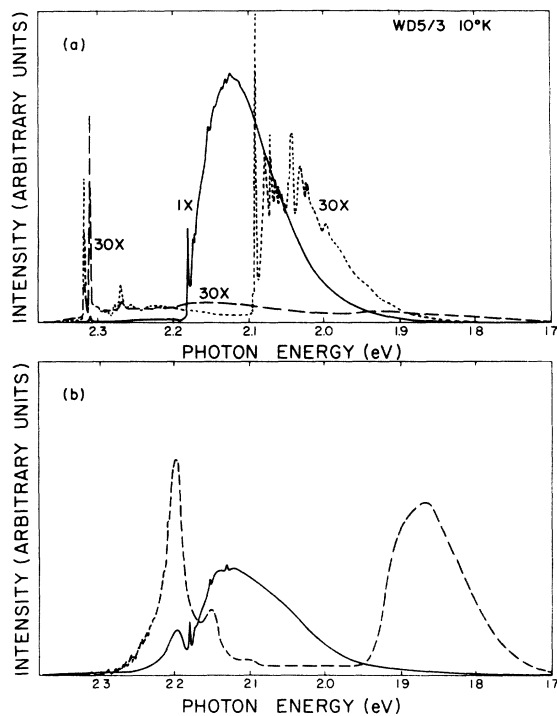 WD5/3 10°K
(a)
INTENSITY (ARBITRARY UNITS)
1X
30X
30X
30X
2.3 2.2 2.1 2.0 1.9 1.8 1.7
PHOTON ENERGY (eV)
(b)
INTENSITY (ARBITRARY UNITS)
2.3 2.2 2.1 2.0 1.9 1.8 1.7
PHOTON ENERGY (eV)